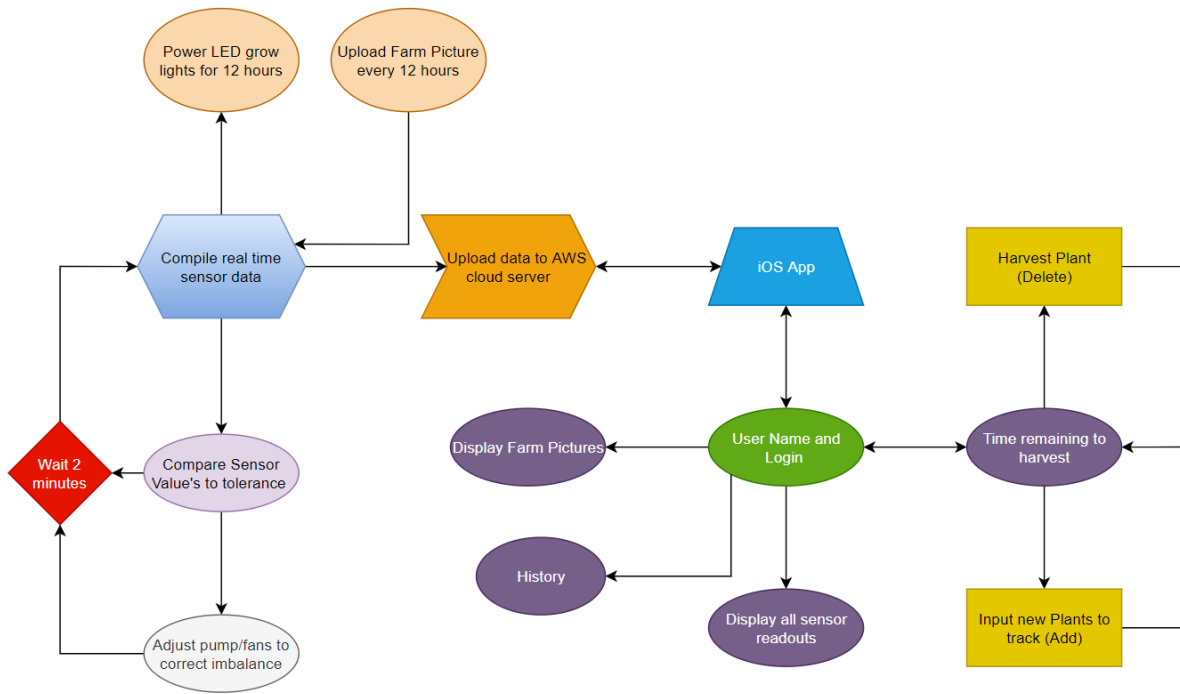 Power LED grow
lights for 12 hours
Upload Farm Picture
every 12 hours
Compile real time
sensor data
Upload data to AWS
cloud server
iOS App
Harvest Plant
(Delete)
Wait 2
minutes
Compare Sensor
Value's to tolerance
Display Farm Pictures
User Name and
Login
Time remaining to
harvest
History
Adjust pump/fans to
correct imbalance
Display all sensor
readouts
Input new Plants to
track (Add)